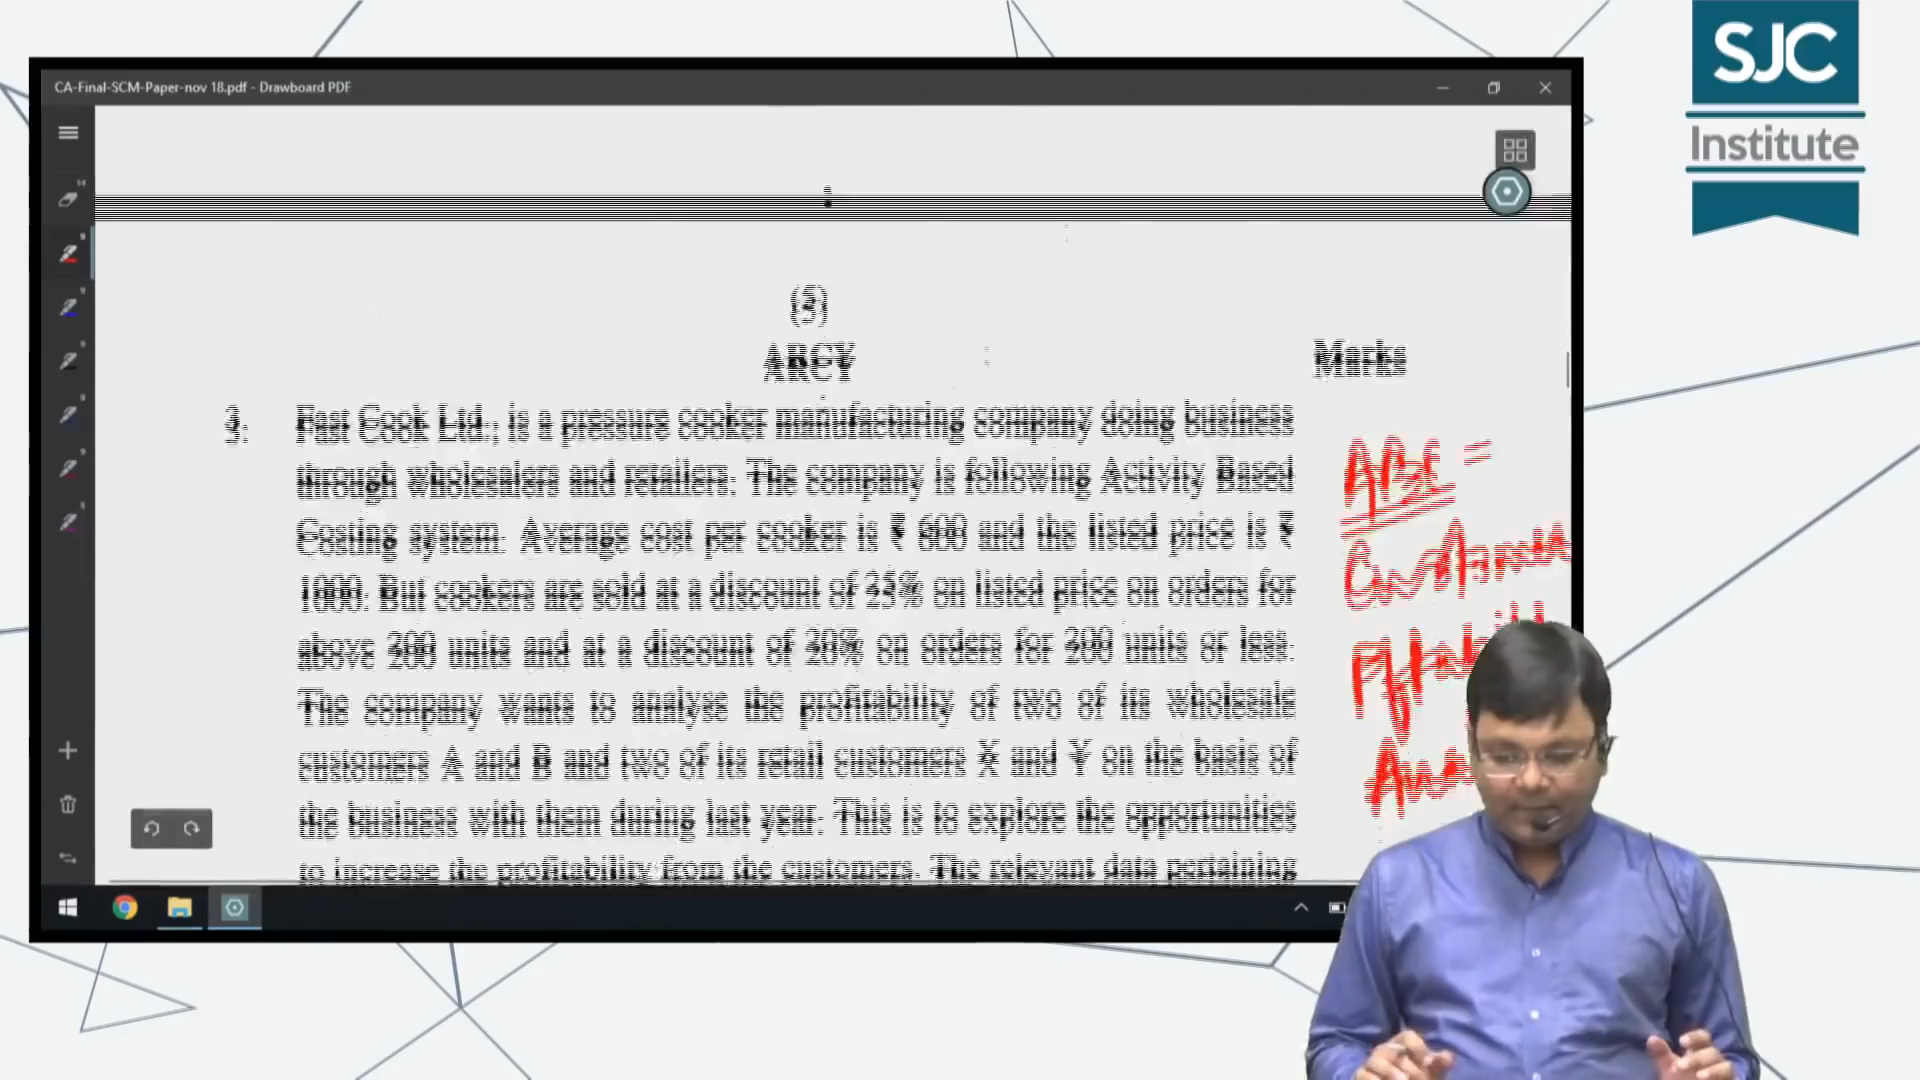 SJC
Institute
CA-Final-SCM-Paper-nov 18.pdf - Drawboard PDF
(5)
ARCY
Marks
3. Fast Cook Ltd., is a pressure cooker manufacturing company doing business
through wholesalers and retailers. The company is following Activity Based
Costing system. Average cost per cooker is ₹ 600 and the listed price is ₹
1000. But cookers are sold at a discount of 25% on listed price on orders for
above 200 units and at a discount of 20% on orders for 200 units or less.
The company wants to analyse the profitability of two of its wholesale
customers A and B and two of its retail customers X and Y on the basis of
the business with them during last year. This is to explore the opportunities
to increase the profitability from the customers. The relevant data pertaining
ABC =
Customer